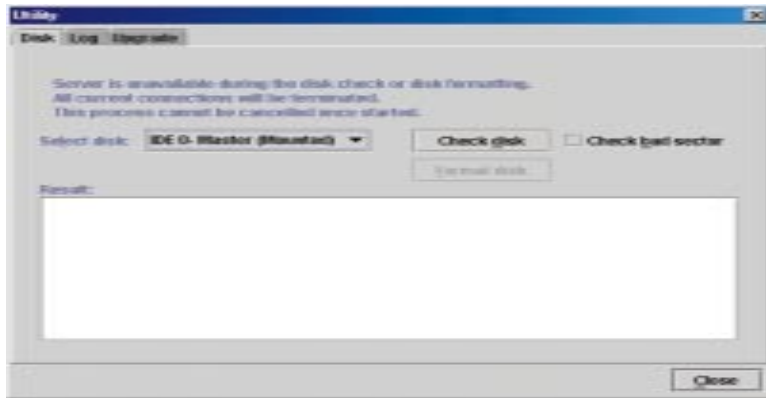 Utility
Disk Log Upgrade
Server is unavailable during the disk check or disk formatting.
All current connections will be terminated.
This process cannot be cancelled once started.
Select disk: IDE 0- Master (Mounted) Check disk Check bad sector
Format disk
Result:
Close